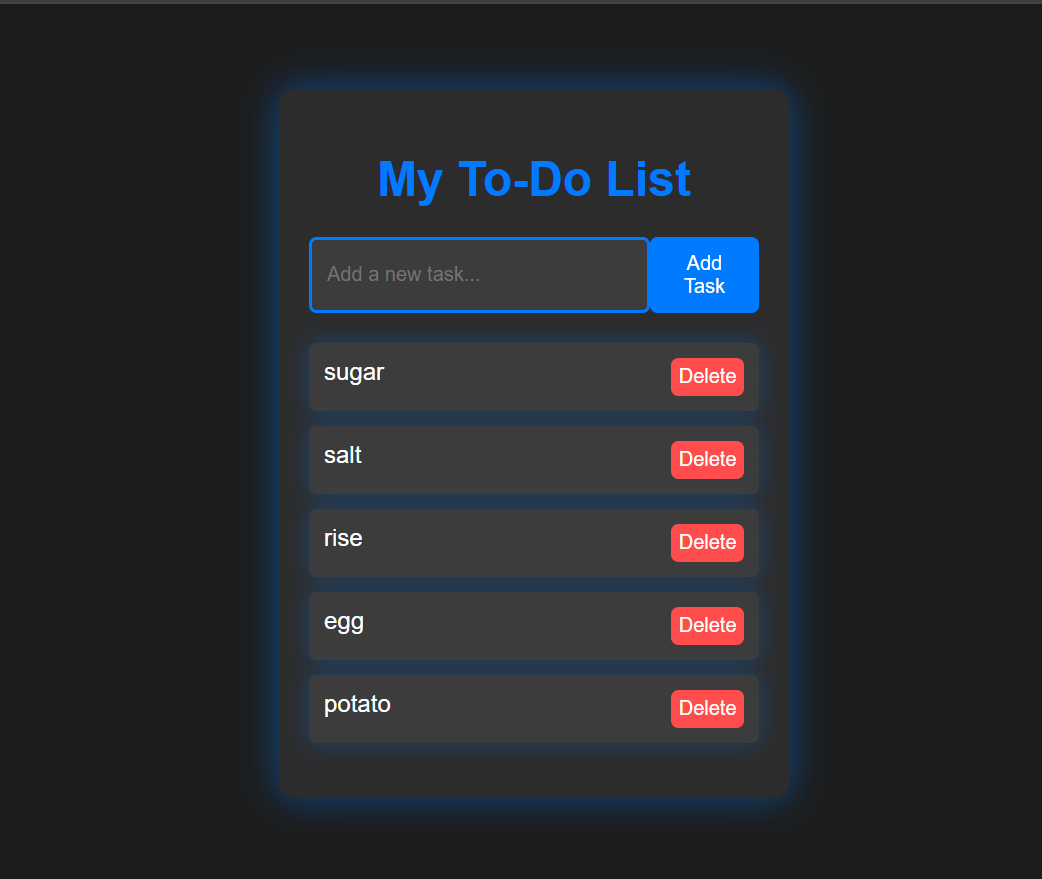 My To-Do List
Add a new task...
Add
Task
sugar
Delete
salt
Delete
rise
Delete
egg
Delete
potato
Delete